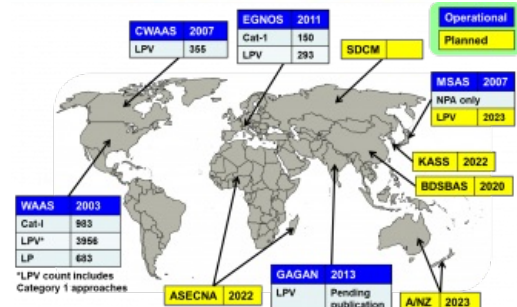 EGNOS 2011
Cat-1 150
LPV 293
CWAAS 2007
LPV 355
SDCM
Operational
Planned
MSAS 2007
NPA only
LPV 2023
KASS 2022
BDSBAS 2020
WAAS 2003
Cat-I 983
LPV* 3956
LP 683
*LPV count includes
Category 1 approaches
ASECNA 2022
GAGAN 2013
LPV Pending
publication
A/NZ 2023